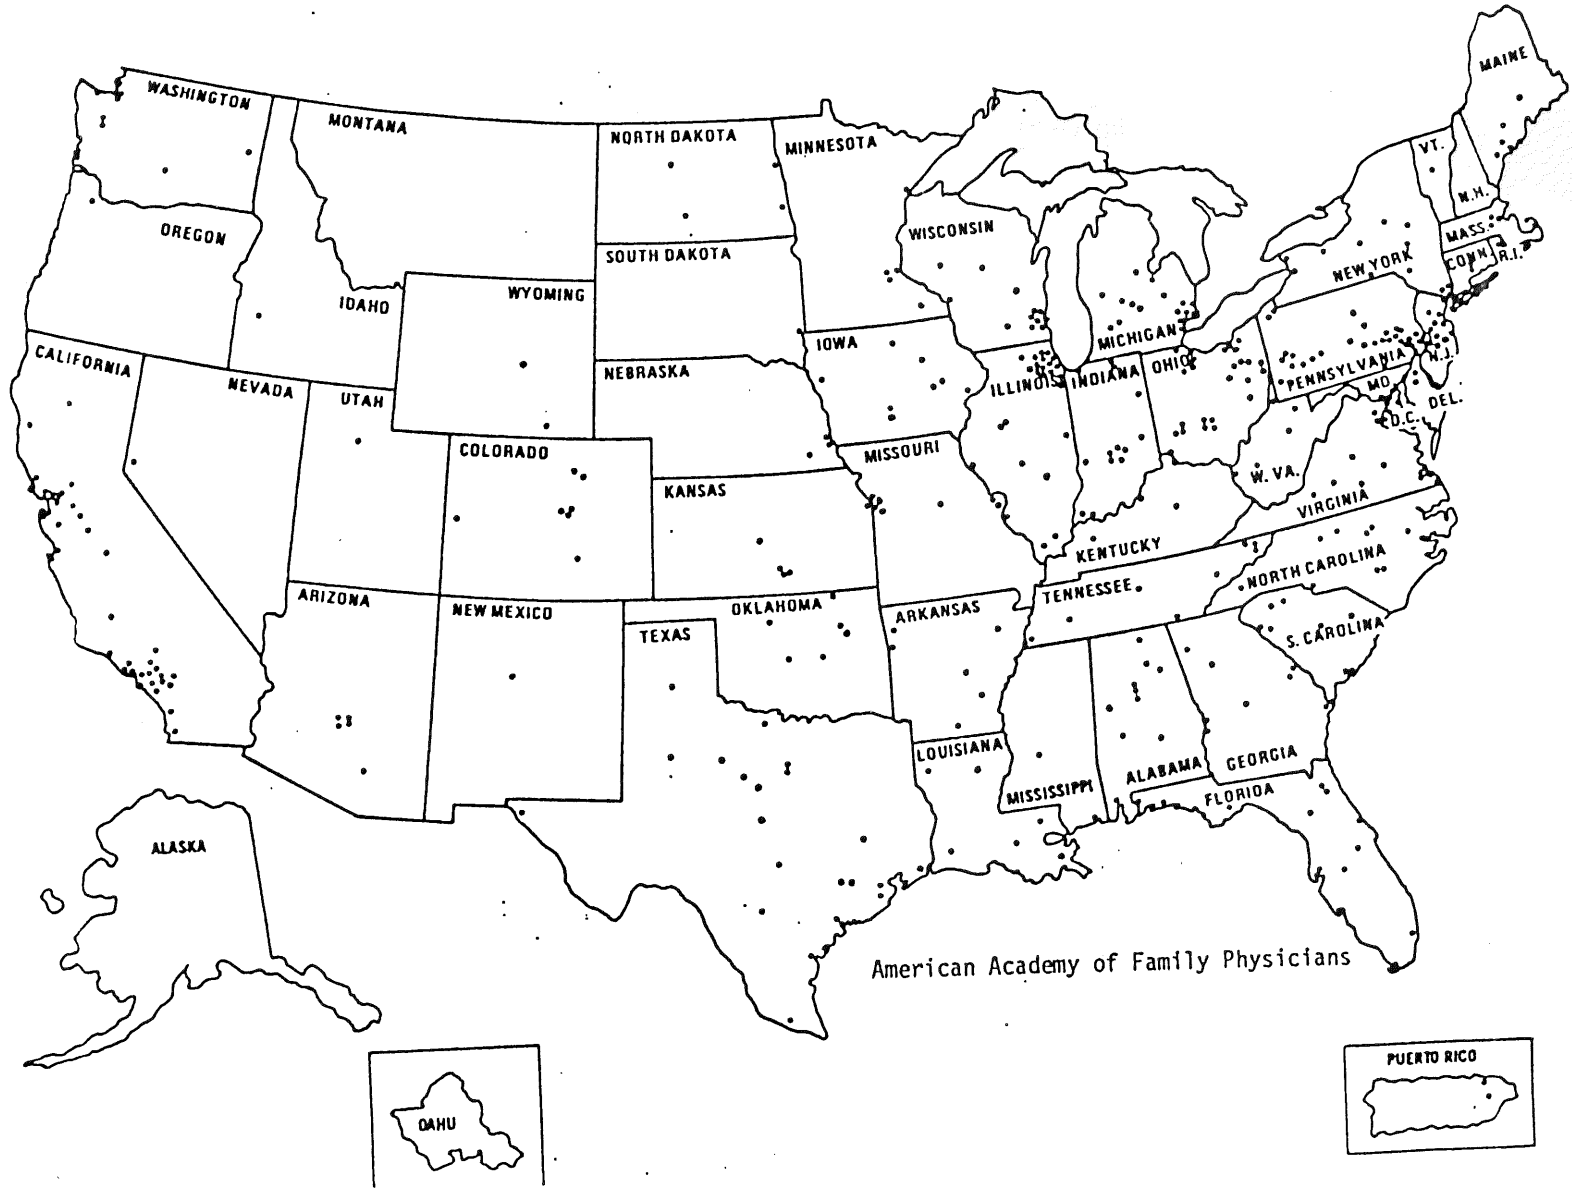 MAINE
WASHINGTON
MONTANA
NORTH DAKOTA
MINNESOTA
VT.
N.H.
OREGON
WISCONSIN
MASS.
SOUTH DAKOTA
NEW YORK
CONN.
R.I.
IDAHO
WYOMING
MICHIGAN
CALIFORNIA
IOWA
NEVADA
NEBRASKA
ILLINOIS
INDIANA
OHIO
PENNSYLVANIA
N.J.
UTAH
MD.
DEL.
D.C.
COLORADO
MISSOURI
W. VA.
KANSAS
VIRGINIA
KENTUCKY
NORTH CAROLINA
ARIZONA
NEW MEXICO
OKLAHOMA
ARKANSAS
TENNESSEE
TEXAS
S. CAROLINA
LOUISIANA
MISSISSIPPI
ALABAMA
GEORGIA
FLORIDA
ALASKA
American Academy of Family Physicians
PUERTO RICO
OAHU